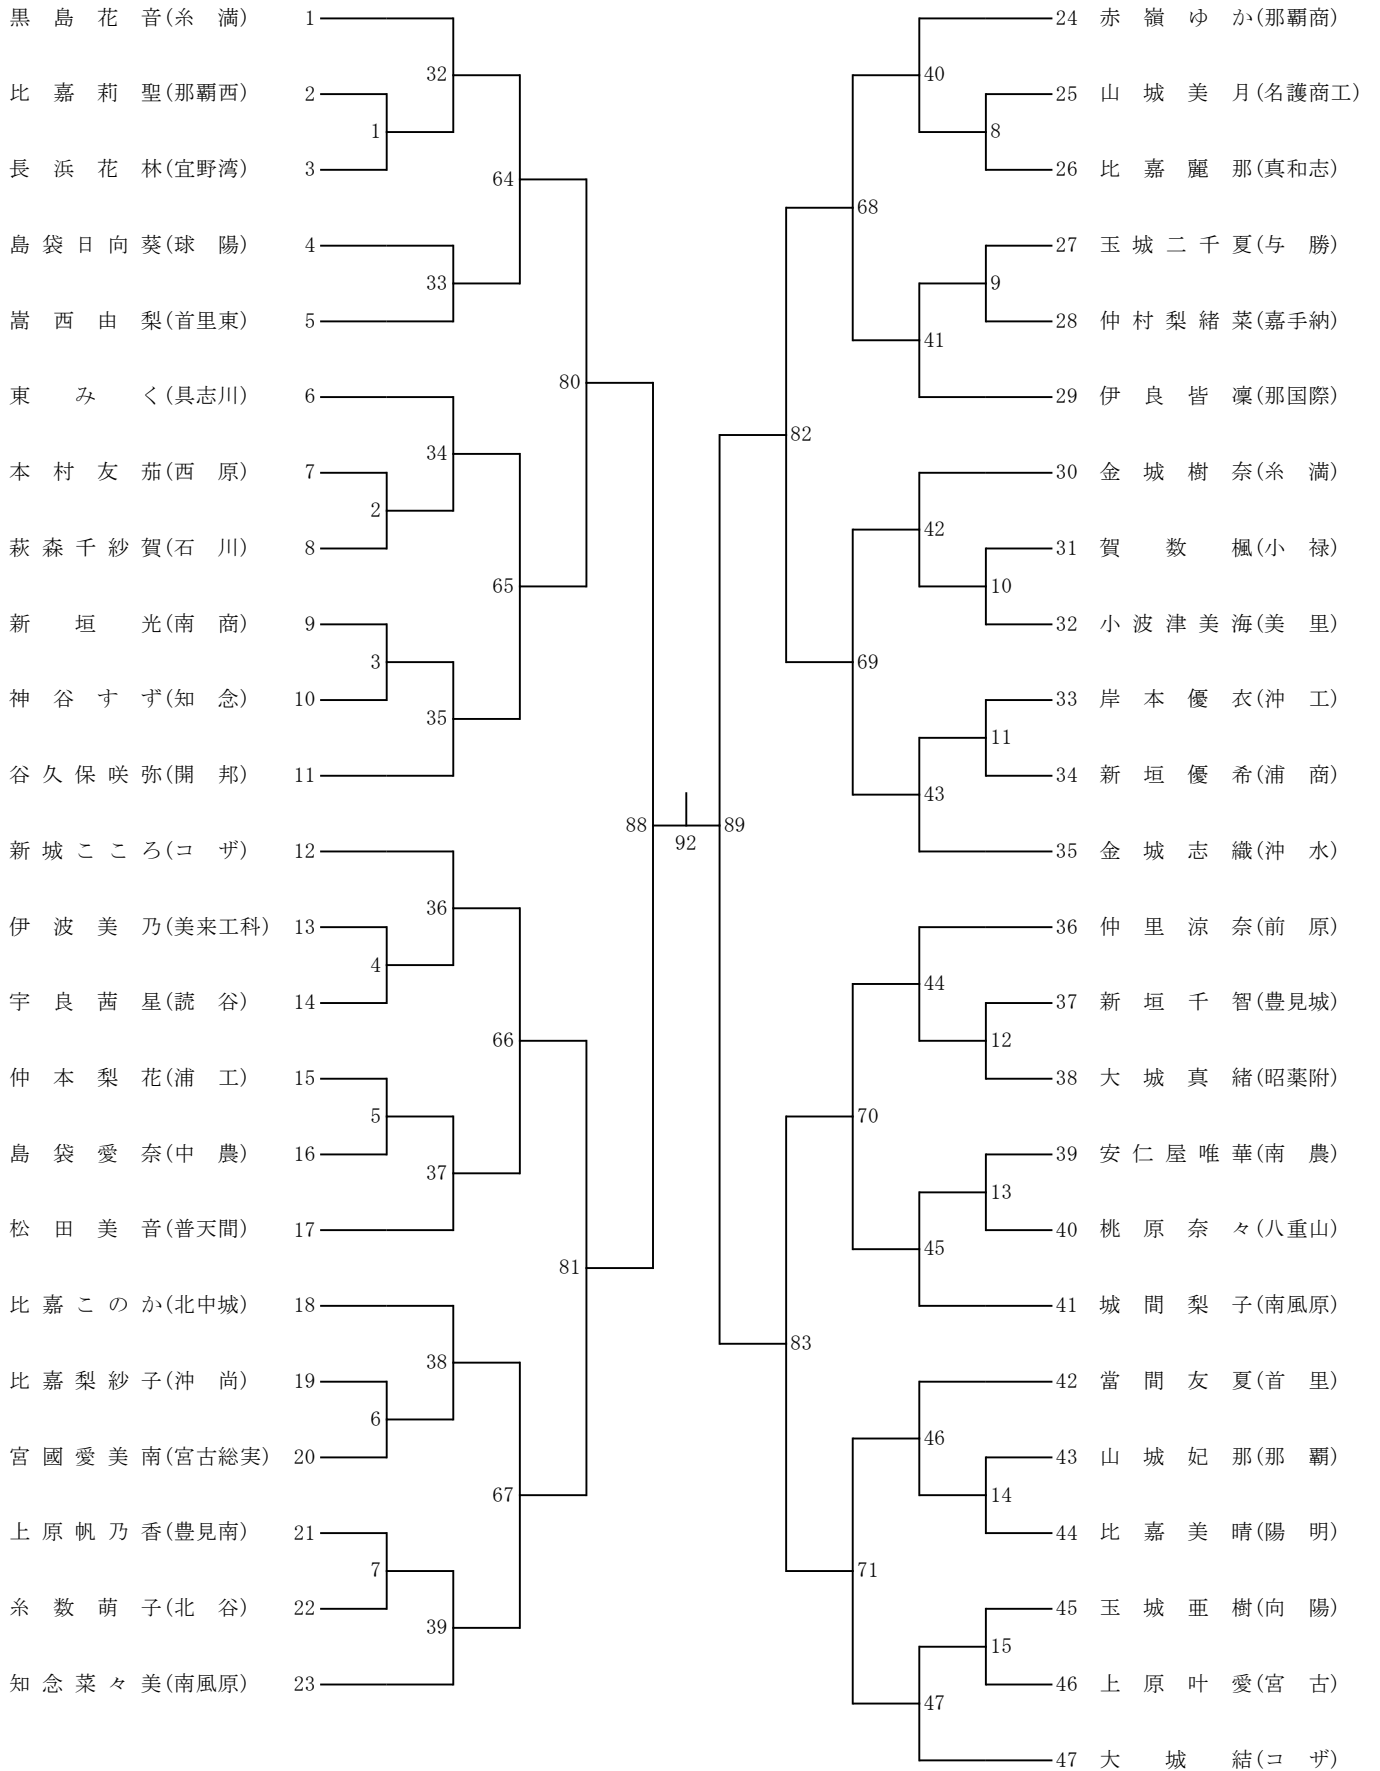 黒島花音(糸満) 1
比嘉莉聖(那覇西) 2
長浜花林(宜野湾) 3
島袋日向葵(球陽) 4
嵩西由梨(首里東) 5
東みく(具志川) 6
本村友茄(西原) 7
萩森千紗賀(石川) 8
新垣光(南商) 9
神谷すず(知念) 10
谷久保咲弥(開邦) 11
新城こころ(コザ) 12
伊波美乃(美来工科) 13
宇良茜星(読谷) 14
仲本梨花(浦工) 15
島袋愛奈(中農) 16
松田美音(普天間) 17
比嘉このか(北中城) 18
比嘉梨紗子(沖尚) 19
宮國愛美南(宮古総実) 20
上原帆乃香(豊見南) 21
糸数萌子(北谷) 22
知念菜々美(南風原) 23
1
2
3
4
5
6
7
32
33
34
35
36
37
38
39
64
65
66
67
80
81
88
92
89
82
83
68
69
70
71
40
41
42
43
44
45
46
47
8
9
10
11
12
13
14
15
24 赤嶺ゆか(那覇商)
25 山城美月(名護商工)
26 比嘉麗那(真和志)
27 玉城二千夏(与勝)
28 仲村梨緒菜(嘉手納)
29 伊良皆凜(那国際)
30 金城樹奈(糸満)
31 賀数楓(小禄)
32 小波津美海(美里)
33 岸本優衣(沖工)
34 新垣優希(浦商)
35 金城志織(沖水)
36 仲里涼奈(前原)
37 新垣千智(豊見城)
38 大城真緒(昭薬附)
39 安仁屋唯華(南農)
40 桃原奈々(八重山)
41 城間梨子(南風原)
42 當間友夏(首里)
43 山城妃那(那覇)
44 比嘉美晴(陽明)
45 玉城亜樹(向陽)
46 上原叶愛(宮古)
47 大城結(コザ)